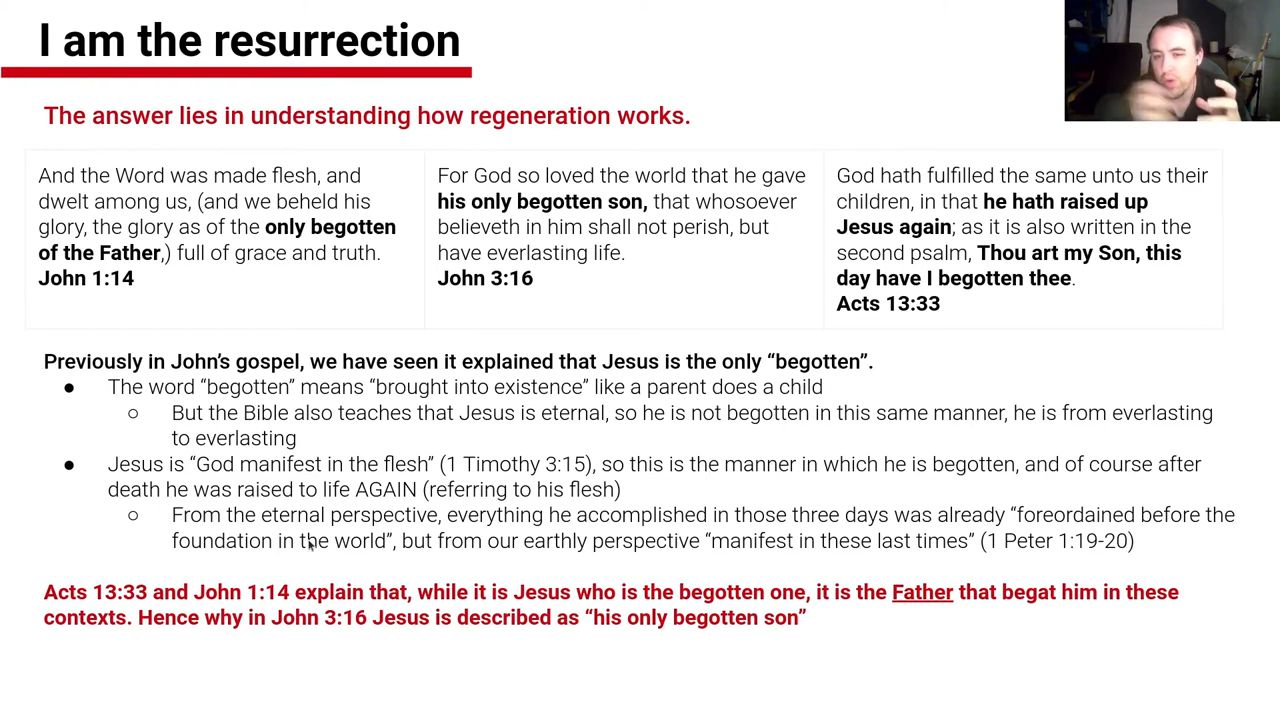 I am the resurrection
The answer lies in understanding how regeneration works.
And the Word was made flesh, and
dwelt among us, (and we beheld his
glory, the glory as of the only begotten
of the Father,) full of grace and truth.
John 1:14
For God so loved the world that he gave
his only begotten son, that whosoever
believeth in him shall not perish, but
have everlasting life.
John 3:16
God hath fulfilled the same unto us their
children, in that he hath raised up
Jesus again; as it is also written in the
second psalm, Thou art my Son, this
day have I begotten thee.
Acts 13:33
Previously in John's gospel, we have seen it explained that Jesus is the only “begotten”.
● The word “begotten” means “brought into existence” like a parent does a child
○ But the Bible also teaches that Jesus is eternal, so he is not begotten in this same manner, he is from everlasting
to everlasting
● Jesus is “God manifest in the flesh” (1 Timothy 3:15), so this is the manner in which he is begotten, and of course after
death he was raised to life AGAIN (referring to his flesh)
○ From the eternal perspective, everything he accomplished in those three days was already “foreordained before the
foundation in the world”, but from our earthly perspective “manifest in these last times” (1 Peter 1:19-20)
Acts 13:33 and John 1:14 explain that, while it is Jesus who is the begotten one, it is the Father that begat him in these
contexts. Hence why in John 3:16 Jesus is described as “his only begotten son”